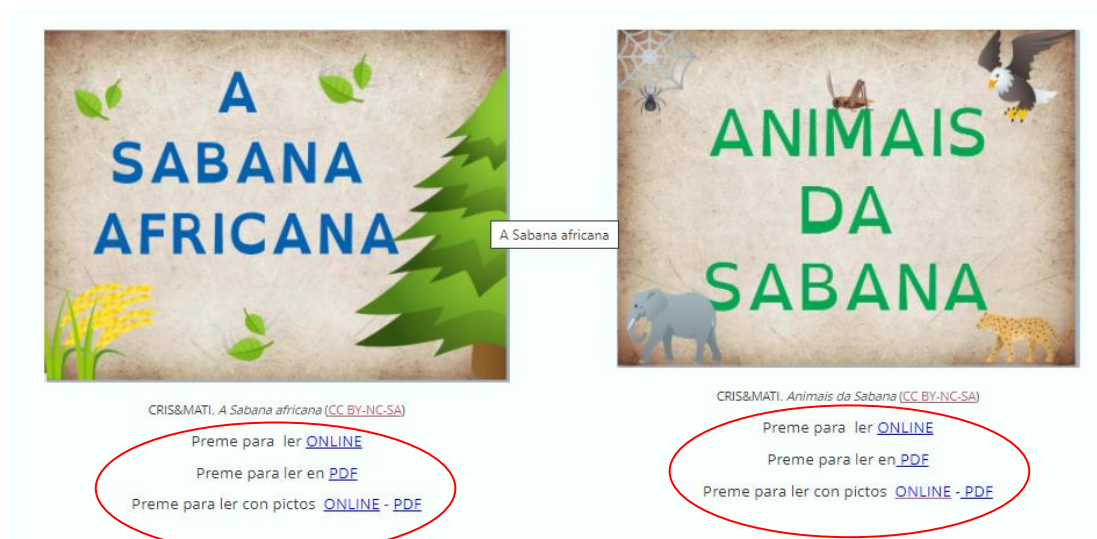 A
SABANA
AFRICANA
CRIS&MATI. A Sabana africana (CC BY-NC-SA)
Preme para ler ONLINE
Preme para ler en PDF
Preme para ler con pictos ONLINE - PDF
A Sabana africana
ANIMAIS
DA
SABANA
CRIS&MATI. Animais da Sabana (CC BY-NC-SA)
Preme para ler ONLINE
Preme para ler en PDF
Preme para ler con pictos ONLINE - PDF